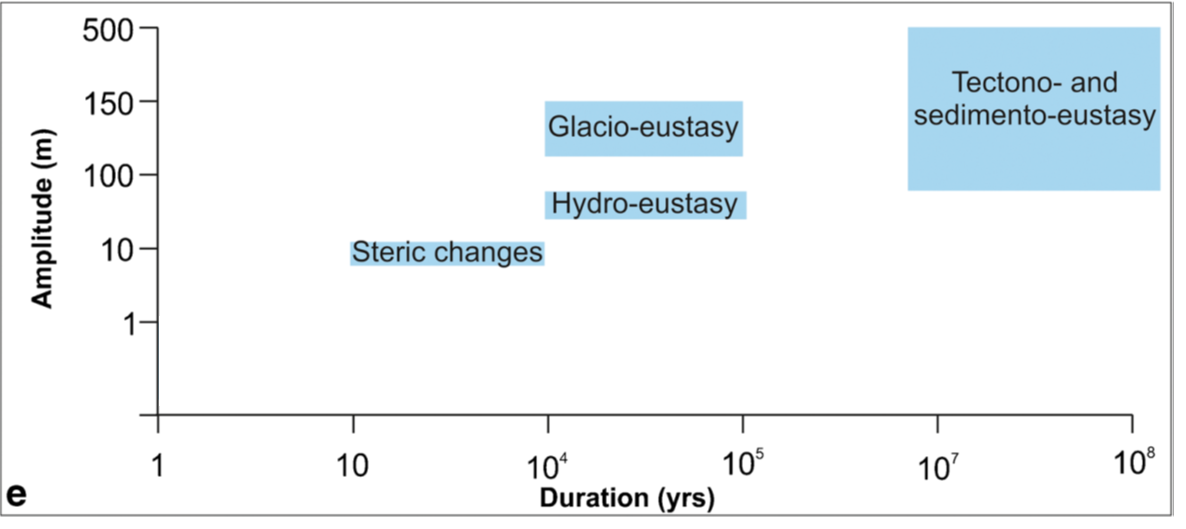 500
150
100
10
1
Amplitude (m)
Glacio-eustasy
Hydro-eustasy
Steric changes
Tectono- and
sedimento-eustasy
1
10
10⁴
10⁵
10⁷
10⁸
Duration (yrs)
e